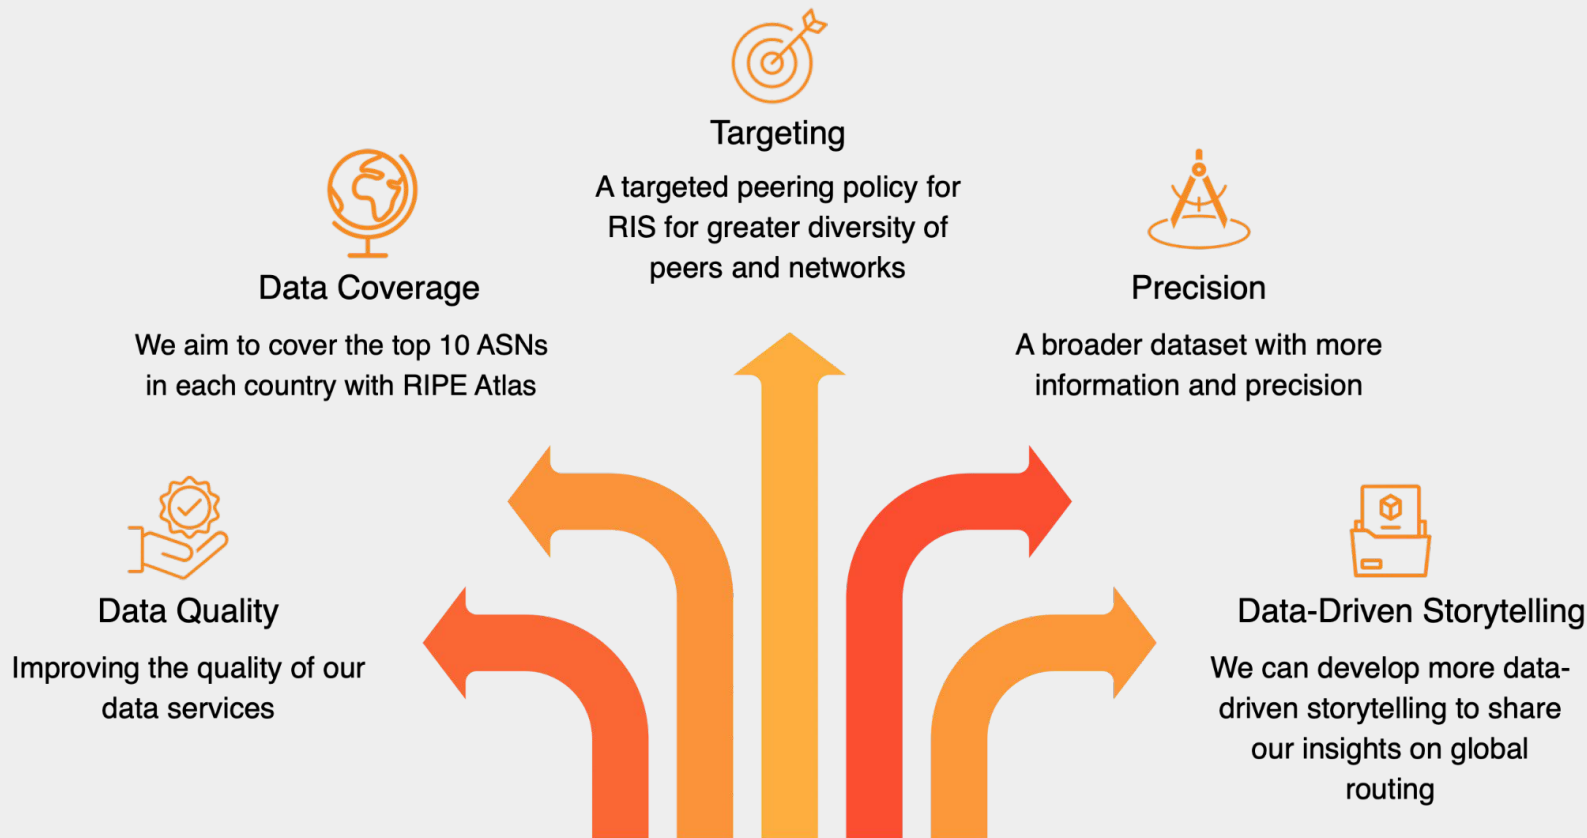 Targeting
A targeted peering policy for
RIS for greater diversity of
peers and networks
Data Coverage
We aim to cover the top 10 ASNs
in each country with RIPE Atlas
Precision
A broader dataset with more
information and precision
Data Quality
Improving the quality of our
data services
Data-Driven Storytelling
We can develop more data-
driven storytelling to share
our insights on global
routing